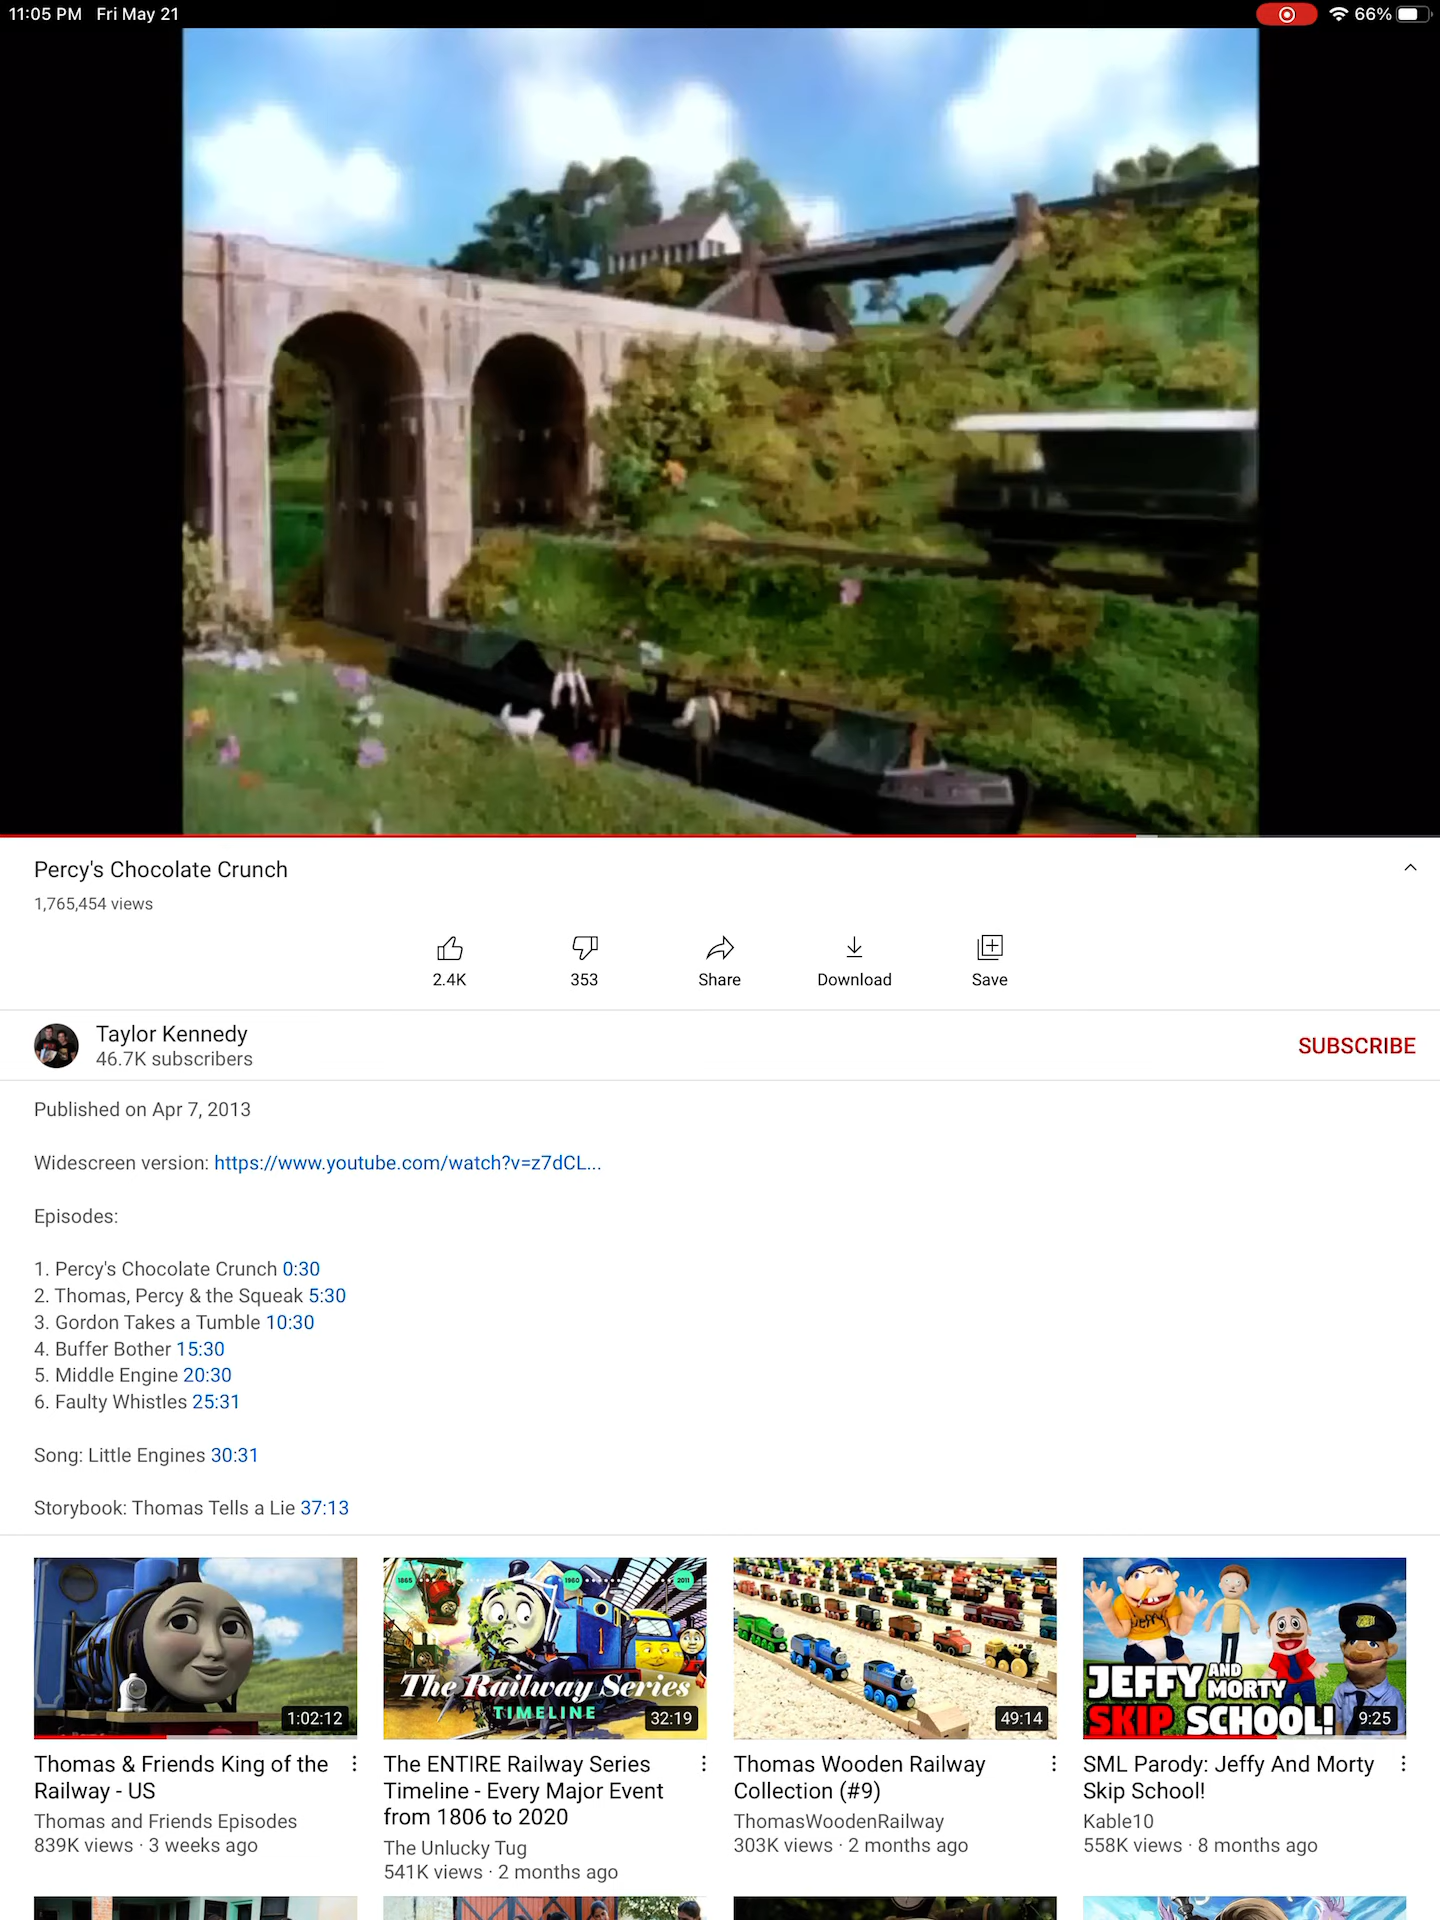 11:05 PM Fri May 21
66%
Percy's Chocolate Crunch
1,765,454 views
2.4K
353
Share
Download
Save
Taylor Kennedy
46.7K subscribers
SUBSCRIBE
Published on Apr 7, 2013
Widescreen version: https://www.youtube.com/watch?v=z7dCL...
Episodes:
1. Percy's Chocolate Crunch 0:30
2. Thomas, Percy & the Squeak 5:30
3. Gordon Takes a Tumble 10:30
4. Buffer Bother 15:30
5. Middle Engine 20:30
6. Faulty Whistles 25:31
Song: Little Engines 30:31
Storybook: Thomas Tells a Lie 37:13
1:02:12
Thomas & Friends King of the
Railway - US
Thomas and Friends Episodes
839K views · 3 weeks ago
1865
1960
2011
1
The Railway Series
TIMELINE
32:19
The ENTIRE Railway Series
Timeline - Every Major Event
from 1806 to 2020
The Unlucky Tug
541K views · 2 months ago
49:14
Thomas Wooden Railway
Collection (#9)
ThomasWoodenRailway
303K views · 2 months ago
Jeffy
JEFFY AND MORTY
SKIP SCHOOL!
9:25
SML Parody: Jeffy And Morty
Skip School!
Kable10
558K views · 8 months ago